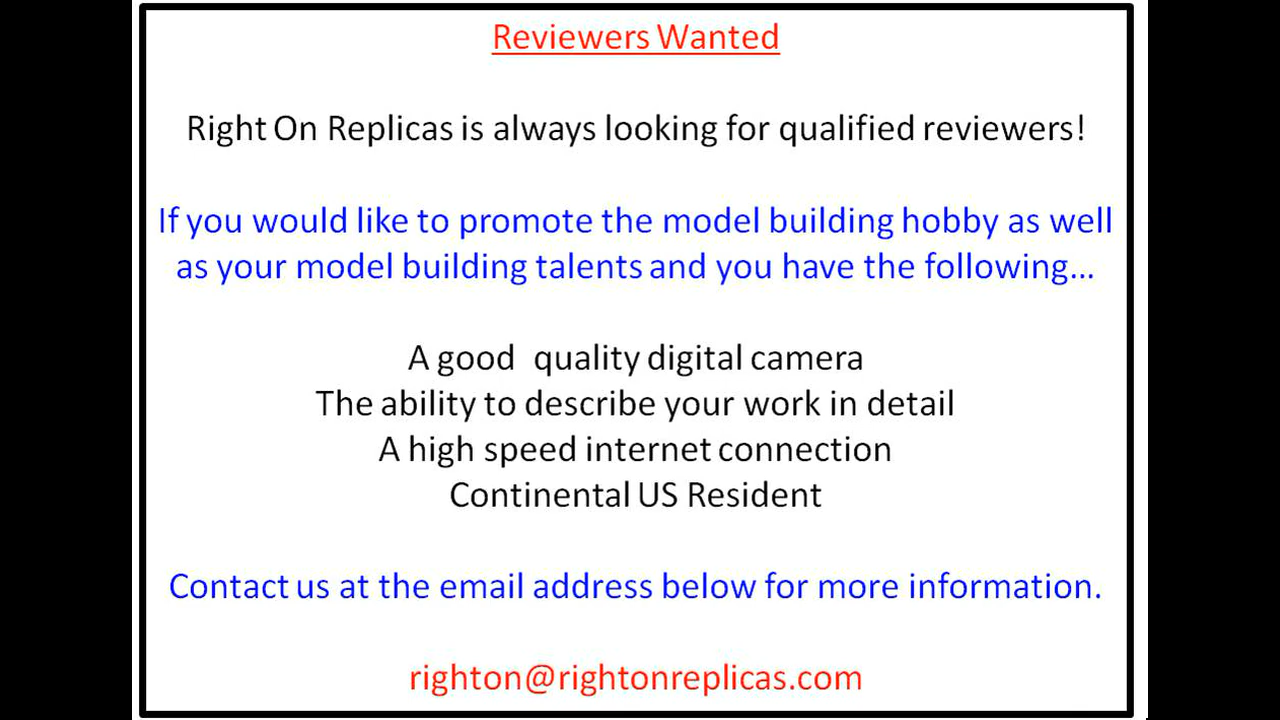 Reviewers Wanted
Right On Replicas is always looking for qualified reviewers!
If you would like to promote the model building hobby as well
as your model building talents and you have the following...
A good quality digital camera
The ability to describe your work in detail
A high speed internet connection
Continental US Resident
Contact us at the email address below for more information.
righton@rightonreplicas.com